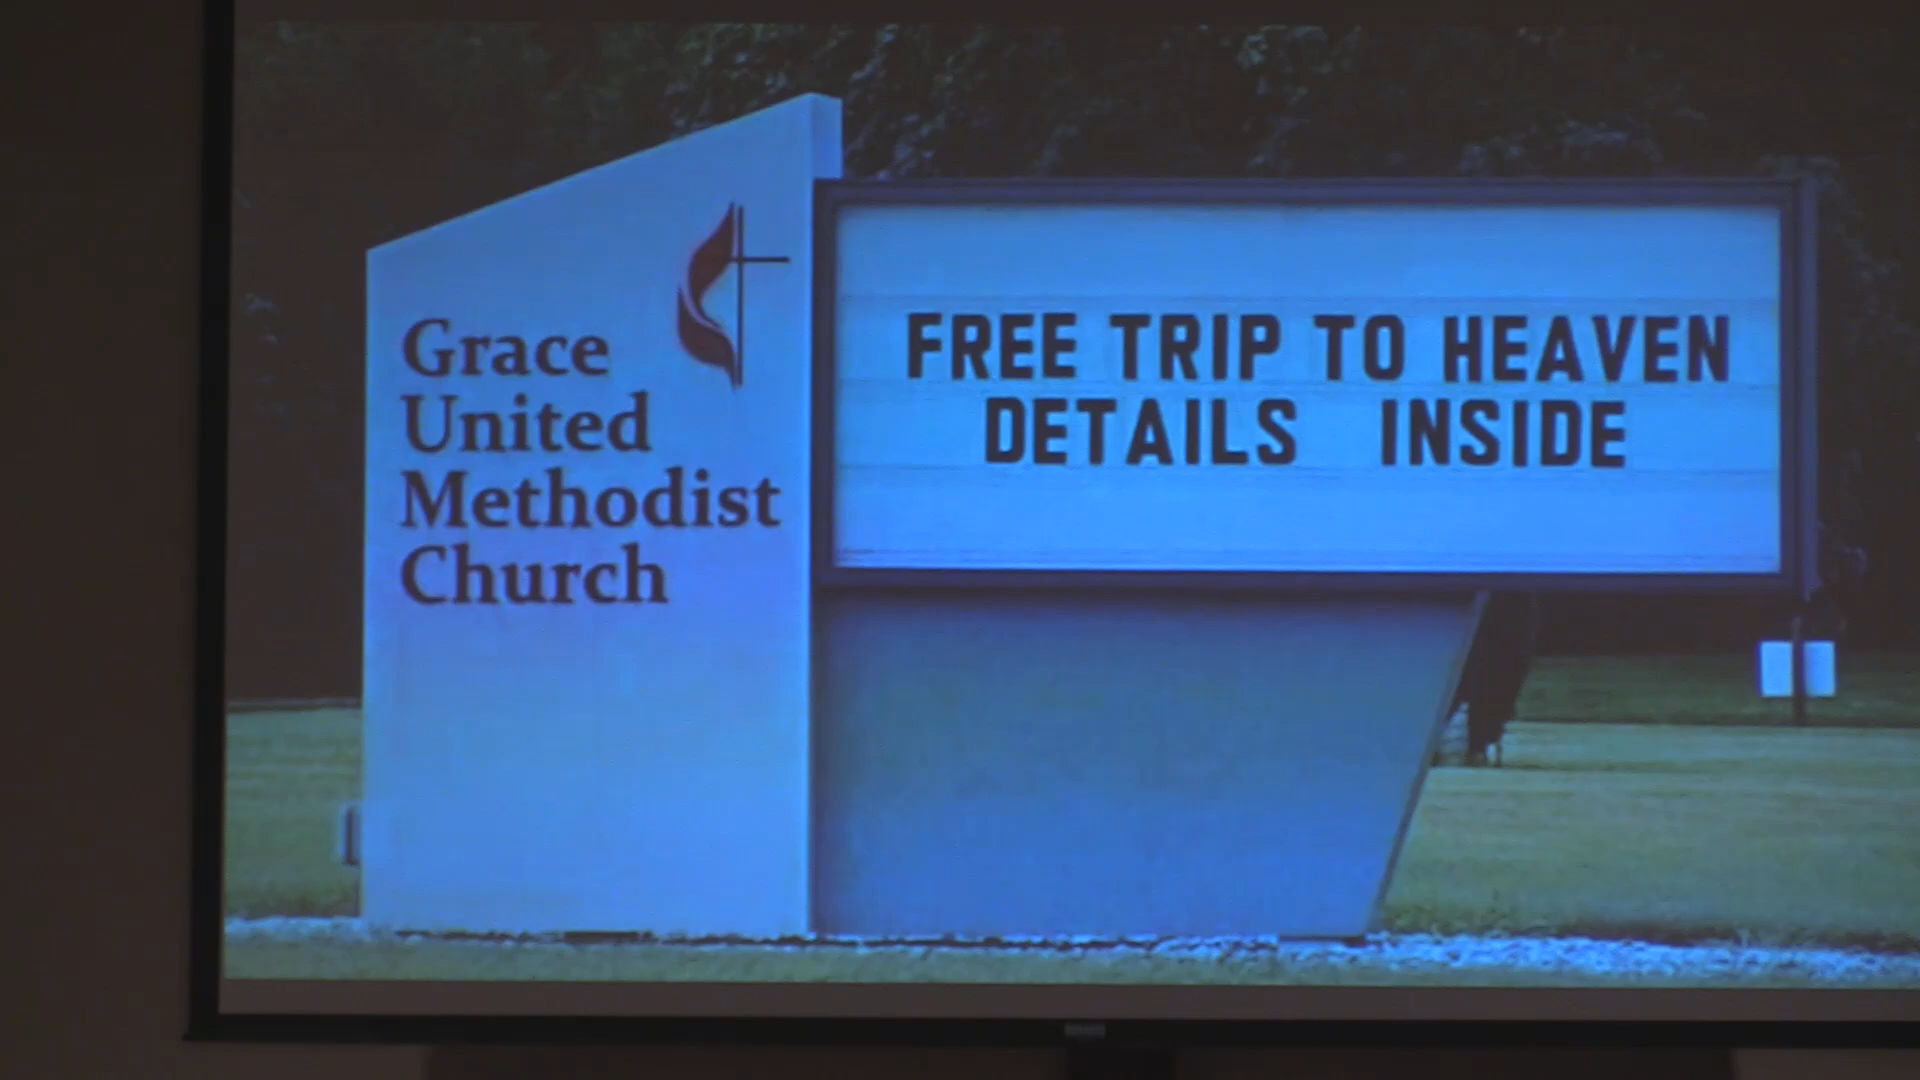 Grace
United
Methodist
Church
FREE TRIP TO HEAVEN
DETAILS INSIDE